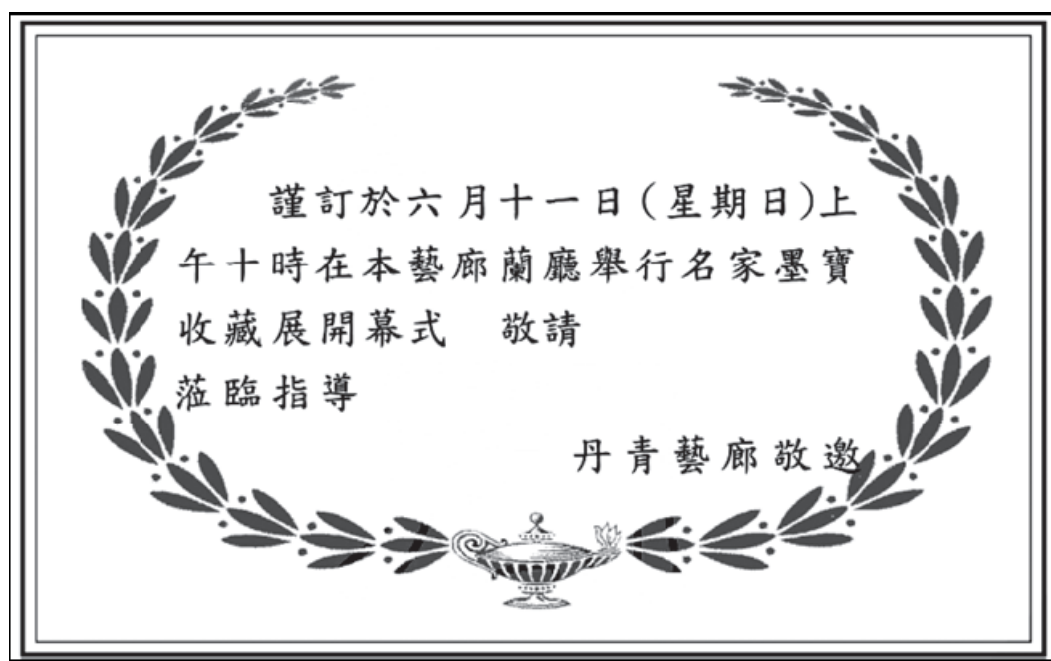 謹訂於六月十一日(星期日)上
午十時在本藝廊蘭廳舉行名家墨寶
收藏展開幕式　敬請
蒞臨指導
丹青藝廊敬邀